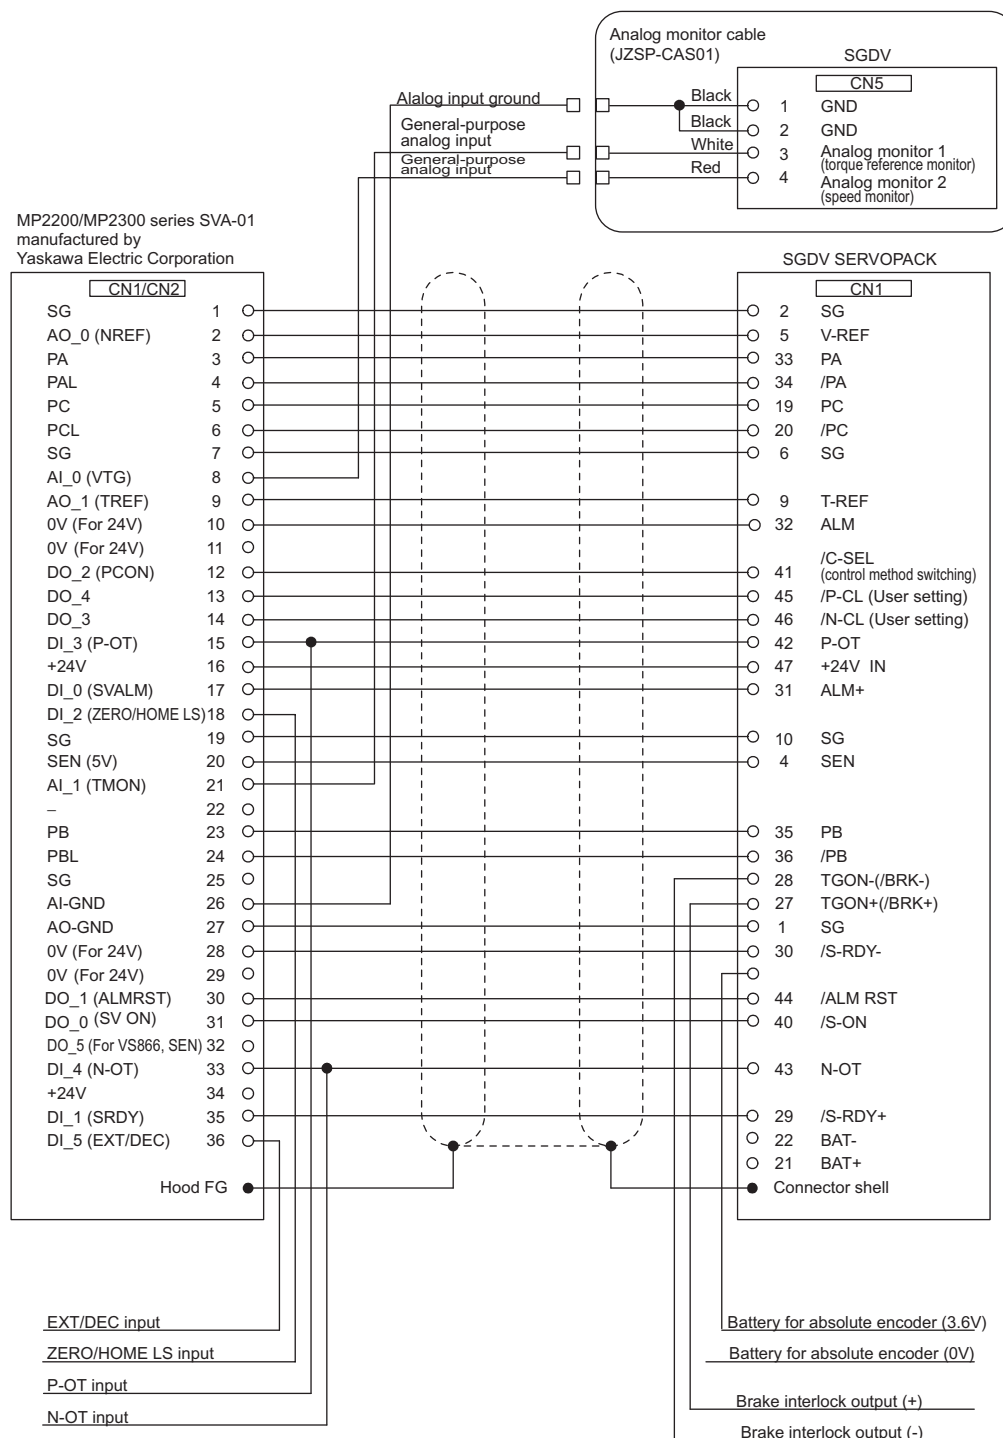 Analog monitor cable
(JZSP-CAS01)
SGDV
CN5
Alalog input ground
Black 1 GND
General-purpose
analog input
Black 2 GND
White 3 Analog monitor 1
(torque reference monitor)
General-purpose
analog input
Red 4 Analog monitor 2
(speed monitor)
MP2200/MP2300 series SVA-01
manufactured by
Yaskawa Electric Corporation
SGDV SERVOPACK
CN1/CN2
CN1
SG 1 2 SG
AO_0 (NREF) 2 5 V-REF
PA 3 33 PA
PAL 4 34 /PA
PC 5 19 PC
PCL 6 20 /PC
SG 7 6 SG
AI_0 (VTG) 8
AO_1 (TREF) 9 9 T-REF
0V (For 24V) 10 32 ALM
0V (For 24V) 11
DO_2 (PCON) 12 41 /C-SEL
(control method switching)
DO_4 13 45 /P-CL (User setting)
DO_3 14 46 /N-CL (User setting)
DI_3 (P-OT) 15 42 P-OT
+24V 16 47 +24V IN
DI_0 (SVALM) 17 31 ALM+
DI_2 (ZERO/HOME LS) 18
SG 19 10 SG
SEN (5V) 20 4 SEN
AI_1 (TMON) 21
– 22
PB 23 35 PB
PBL 24 36 /PB
SG 25 28 TGON-(/BRK-)
AI-GND 26 27 TGON+(/BRK+)
AO-GND 27 1 SG
0V (For 24V) 28 30 /S-RDY-
0V (For 24V) 29
DO_1 (ALMRST) 30 44 /ALM RST
DO_0 (SV ON) 31 40 /S-ON
DO_5 (For VS866, SEN) 32
DI_4 (N-OT) 33 43 N-OT
+24V 34
DI_1 (SRDY) 35 29 /S-RDY+
DI_5 (EXT/DEC) 36 22 BAT-
21 BAT+
Hood FG Connector shell
EXT/DEC input
Battery for absolute encoder (3.6V)
ZERO/HOME LS input
Battery for absolute encoder (0V)
P-OT input
Brake interlock output (+)
N-OT input
Brake interlock output (-)